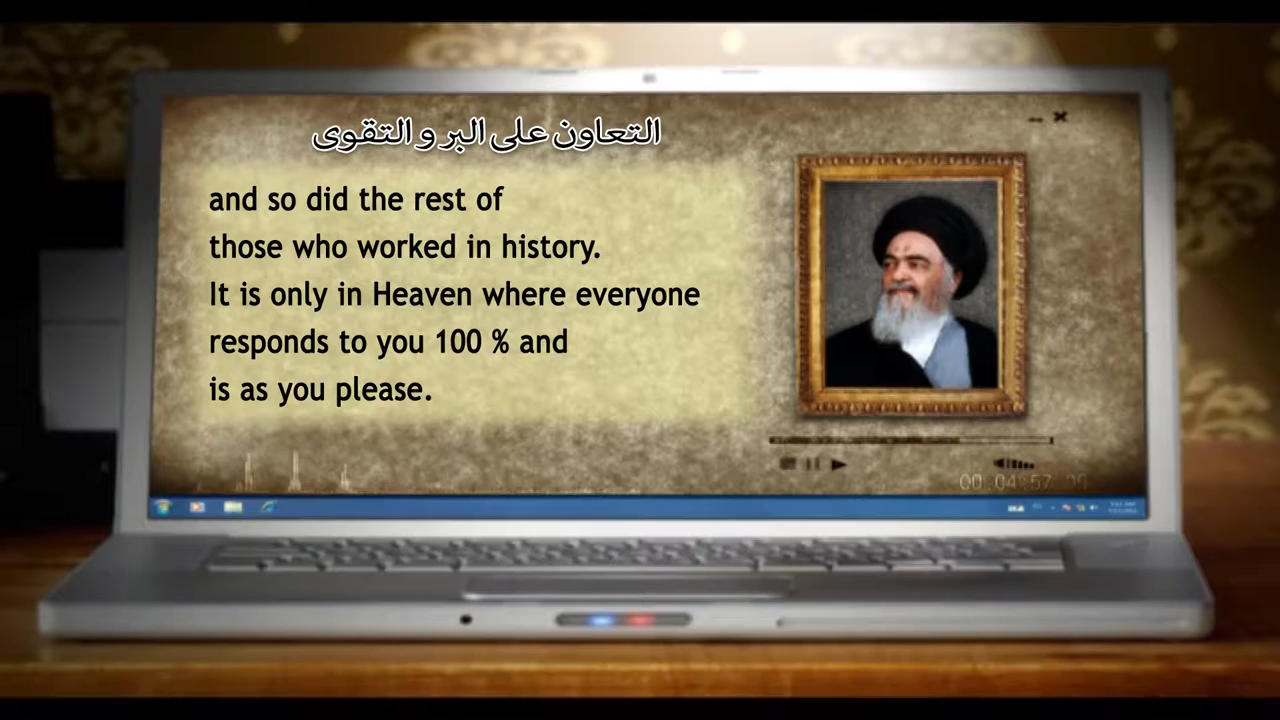 التعاون على البر و التقوى
and so did the rest of
those who worked in history.
It is only in Heaven where everyone
responds to you 100 % and
is as you please.